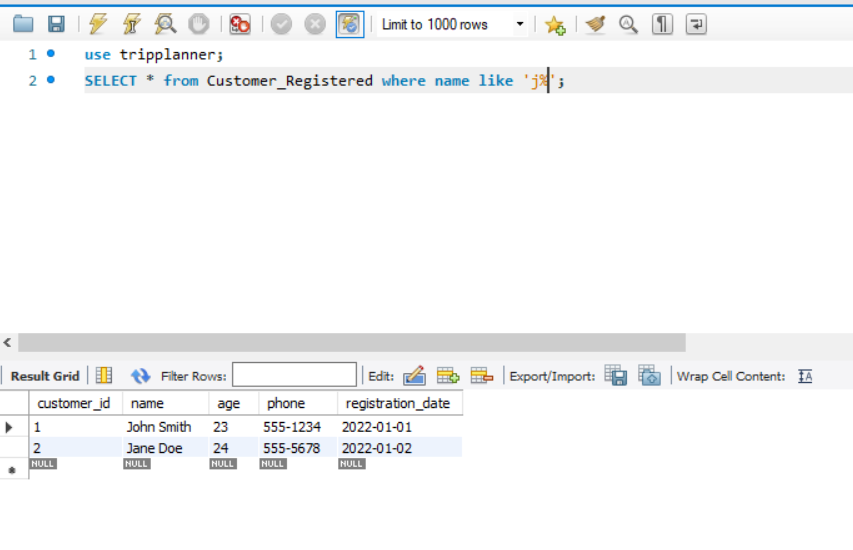 Limit to 1000 rows
1 use tripplanner;
2 SELECT * from Customer_Registered where name like 'j%';
Result Grid Filter Rows: Edit: Export/Import: Wrap Cell Content:
customer_id name age phone registration_date
1 John Smith 23 555-1234 2022-01-01
2 Jane Doe 24 555-5678 2022-01-02
NULL NULL NULL NULL NULL